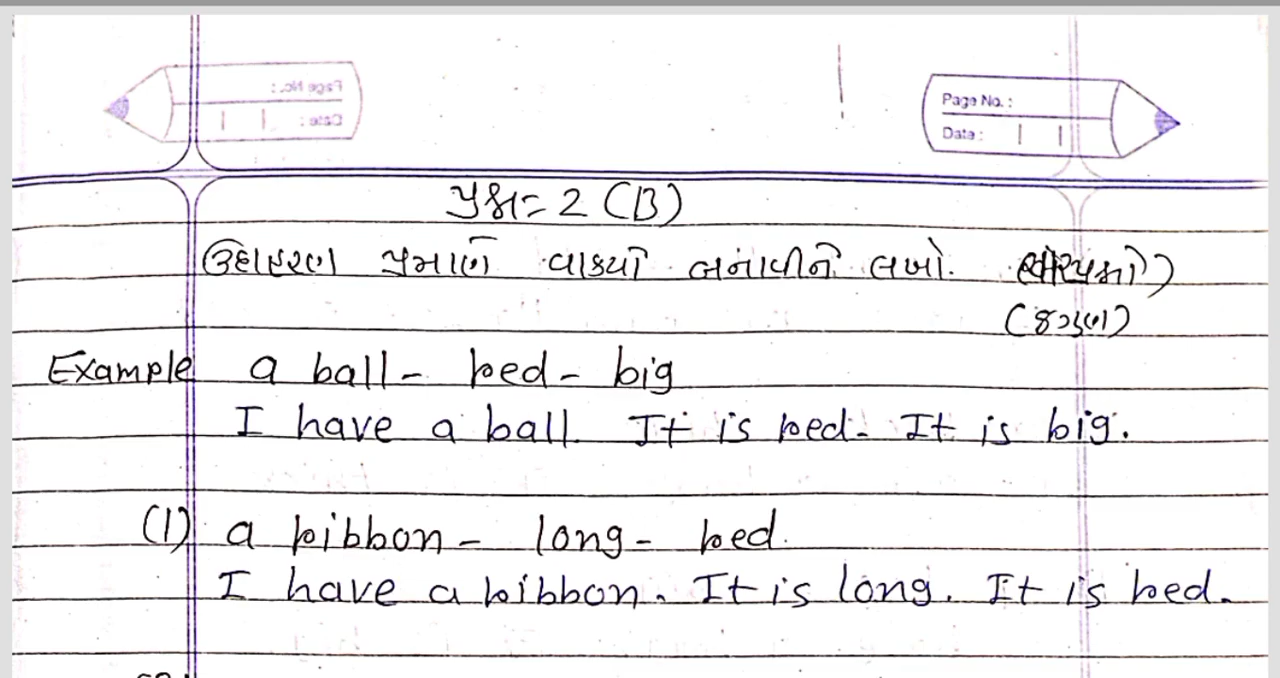 Page No. :
Date :
પ્રશ્ન= 2 (B)
ઉદાહરણ પ્રમાણે વાક્યો બનાવીને લખો.
Example a ball - red - big
I have a ball. It is red. It is big.
(1) a ribbon - long - red.
I have a ribbon. It is long. It is red.